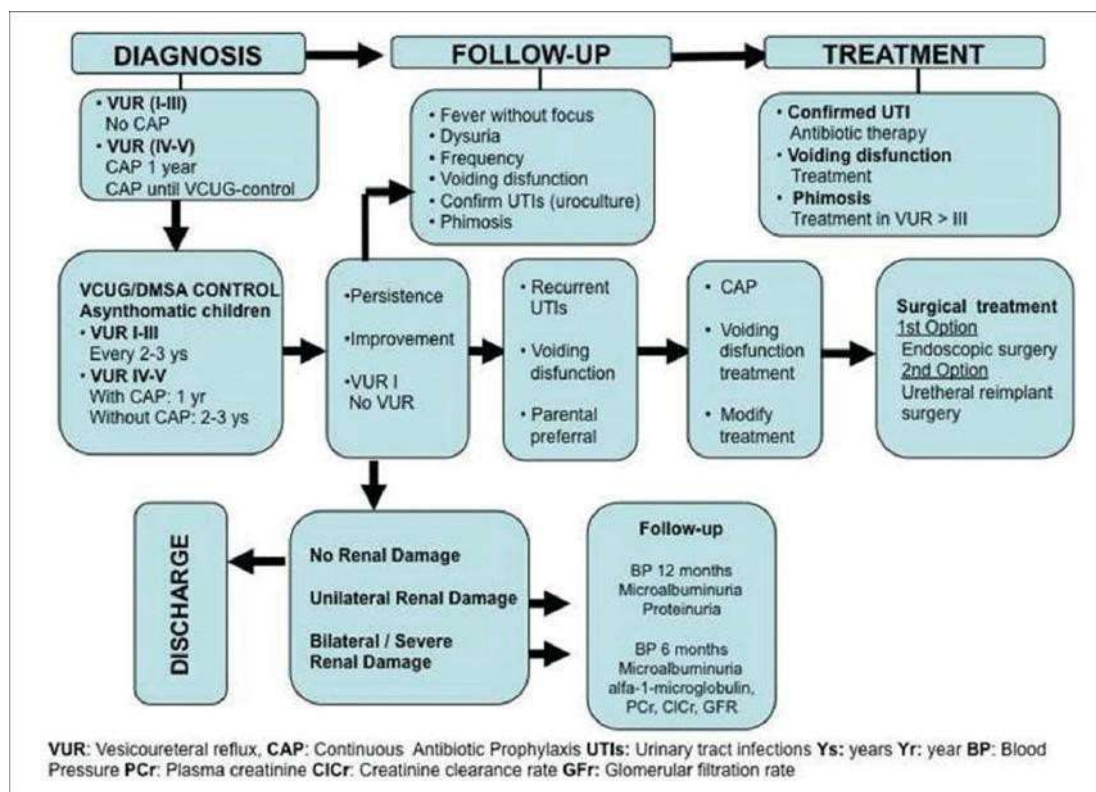 DIAGNOSIS
FOLLOW-UP
TREATMENT
• VUR (I-III)
No CAP
• VUR (IV-V)
CAP 1 year
CAP until VCUG-control
• Fever without focus
• Dysuria
• Frequency
• Voiding disfunction
• Confirm UTIs (uroculture)
• Phimosis
• Confirmed UTI
Antibiotic therapy
• Voiding disfunction
Treatment
• Phimosis
Treatment in VUR > III
VCUG/DMSA CONTROL
Asynthomatic children
• VUR I-III
Every 2-3 ys
• VUR IV-V
With CAP: 1 yr
Without CAP: 2-3 ys
•Persistence
•Improvement
•VUR I
No VUR
• Recurrent
UTIs
• Voiding
disfunction
• Parental
preferral
• CAP
• Voiding
disfunction
treatment
• Modify
treatment
Surgical treatment
1st Option
Endoscopic surgery
2nd Option
Uretheral reimplant
surgery
DISCHARGE
No Renal Damage
Unilateral Renal Damage
Bilateral / Severe
Renal Damage
Follow-up
BP 12 months
Microalbuminuria
Proteinuria
BP 6 months
Microalbuminuria
alfa-1-microglobulin,
PCr, ClCr, GFR
VUR: Vesicoureteral reflux, CAP: Continuous Antibiotic Prophylaxis UTIs: Urinary tract infections Ys: years Yr: year BP: Blood
Pressure PCr: Plasma creatinine ClCr: Creatinine clearance rate GFr: Glomerular filtration rate